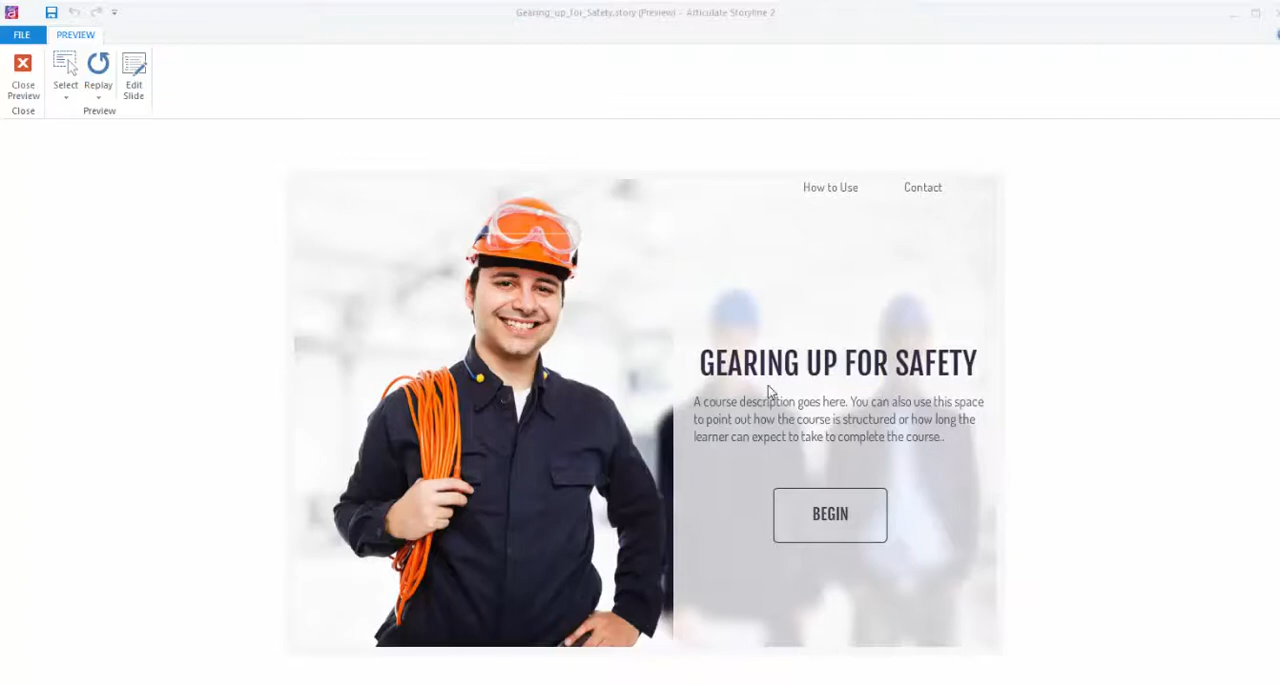 Gearing_up_for_Safety.story (Preview) - Articulate Storyline 2
FILE
PREVIEW
Close Preview
Select
Replay
Edit Slide
Close
Preview
How to Use
Contact
GEARING UP FOR SAFETY
A course description goes here. You can also use this space
to point out how the course is structured or how long the
learner can expect to take to complete the course..
BEGIN